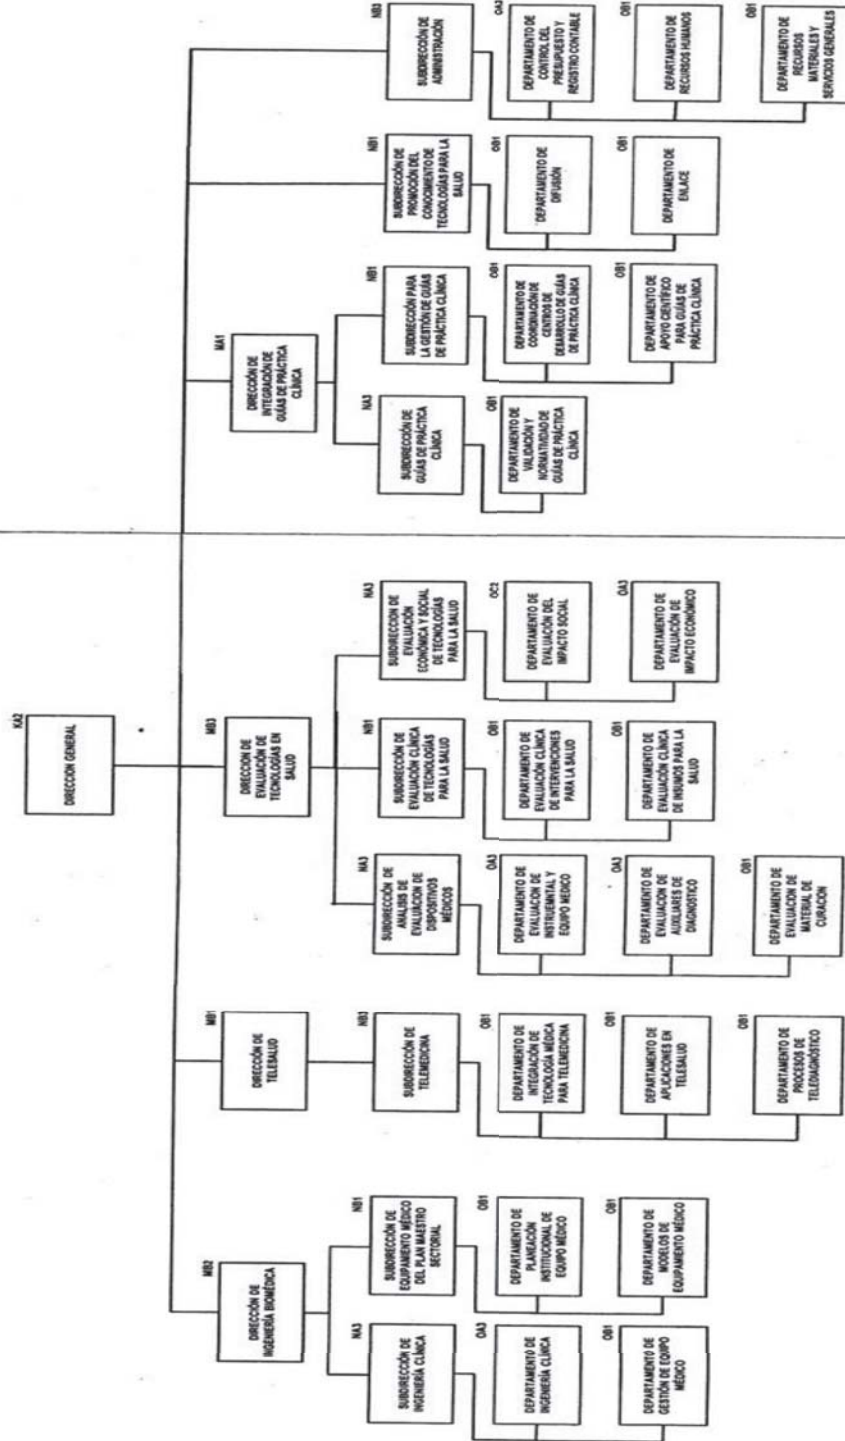 KA2
DIRECCION GENERAL
MB2
DIRECCIÓN DE
INGENIERÍA BIOMÉDICA
MB1
DIRECCIÓN DE
TELESALUD
MB3
DIRECCION DE
EVALUACIÓN DE
TECNOLOGÍAS EN
SALUD
MA1
DIRECCIÓN DE
INTEGRACIÓN DE
GUÍAS DE PRÁCTICA
CLÍNICA
NA3
SUBDIRECCIÓN DE
INGENIERÍA CLÍNICA
NB1
SUBDIRECCIÓN DE
EQUIPAMIENTO MÉDICO
DEL PLAN MAESTRO
SECTORIAL
NB3
SUBDIRECCIÓN DE
TELEMEDICINA
NA3
SUBDIRECCIÓN DE
ANÁLISIS DE
EVALUACION DE
DISPOSITIVOS
MÉDICOS
NB1
SUBDIRECCIÓN DE
EVALUACIÓN CLÍNICA
DE TECNOLOGÍAS
PARA LA SALUD
NA3
SUBDIRECCION DE
EVALUACIÓN
ECONÓMICA Y SOCIAL
DE TECNOLOGÍAS
PARA LA SALUD
NA3
SUBDIRECCIÓN DE
GUÍAS DE PRÁCTICA
CLÍNICA
NB1
SUBDIRECCIÓN PARA
LA GESTIÓN DE GUÍAS
DE PRÁCTICA CLÍNICA
NB1
SUBDIRECCIÓN DE
PROMOCIÓN DEL
CONOCIMIENTO DE
TECNOLOGÍAS PARA LA
SALUD
NB3
SUBDIRECCIÓN DE
ADMINISTRACIÓN
OA3
DEPARTAMENTO DE
INGENIERÍA CLÍNICA
OB1
DEPARTAMENTO DE
PLANEACIÓN
INSTITUCIONAL DE
EQUIPO MÉDICO
OB1
DEPARTAMENTO DE
INTEGRACIÓN DE
TECNOLOGÍA MÉDICA
PARA TELEMEDICINA
OA3
DEPARTAMENTO DE
EVALUACION DE
INSTRUEMNTAL Y
EQUIPO MEDICO
OB1
DEPARTAMENTO DE
EVALUACIÓN CLÍNICA
DE INTERVENCIONES
PARA LA SALUD
OC2
DEPARTAMENTO DE
EVALUACIÓN DEL
IMPACTO SOCIAL
OB1
DEPARTAMENTO DE
VALIDACIÓN Y
NORMATIVIDAD DE
GUÍAS DE PRÁCTICA
CLÍNICA
OB1
DEPARTAMENTO DE
COORDINACIÓN DE
CENTROS DE
DESARROLLO DE GUÍAS
DE PRÁCTICA CLÍNICA
OB1
DEPARTAMENTO DE
DIFUSIÓN
OA3
DEPARTAMENTO DE
CONTROL DEL
PRESUPUESTO Y
REGISTRO CONTABLE
OB1
DEPARTAMENTO DE
GESTIÓN DE EQUIPO
MÉDICO
OB1
DEPARTAMENTO DE
MODELOS DE
EQUIPAMIENTO MÉDICO
OB1
DEPARTAMENTO DE
APLICACIONES EN
TELESALUD
OA3
DEPARTAMENTO DE
EVALUACION DE
AUXILIARES DE
DIAGNOSTICO
OB1
DEPARTAMENTO DE
EVALUACIÓN CLÍNICA
DE INSUMOS PARA LA
SALUD
OA3
DEPARTAMENTO DE
EVALUACIÓN DE
IMPACTO ECONÓMICO
OB1
DEPARTAMENTO DE
APOYO CIENTÍFICO
PARA GUÍAS DE
PRÁCTICA CLÍNICA
OB1
DEPARTAMENTO DE
ENLACE
OB1
DEPARTAMENTO DE
RECURSOS HUMANOS
OB1
DEPARTAMENTO DE
PROCESOS DE
TELEDIAGNÓSTICO
OB1
DEPARTAMENTO DE
EVALUACION DE
MATERIAL DE
CURACION
OB1
DEPARTAMENTO DE
RECURSOS
MATERIALES Y
SERVICIOS GENERALES